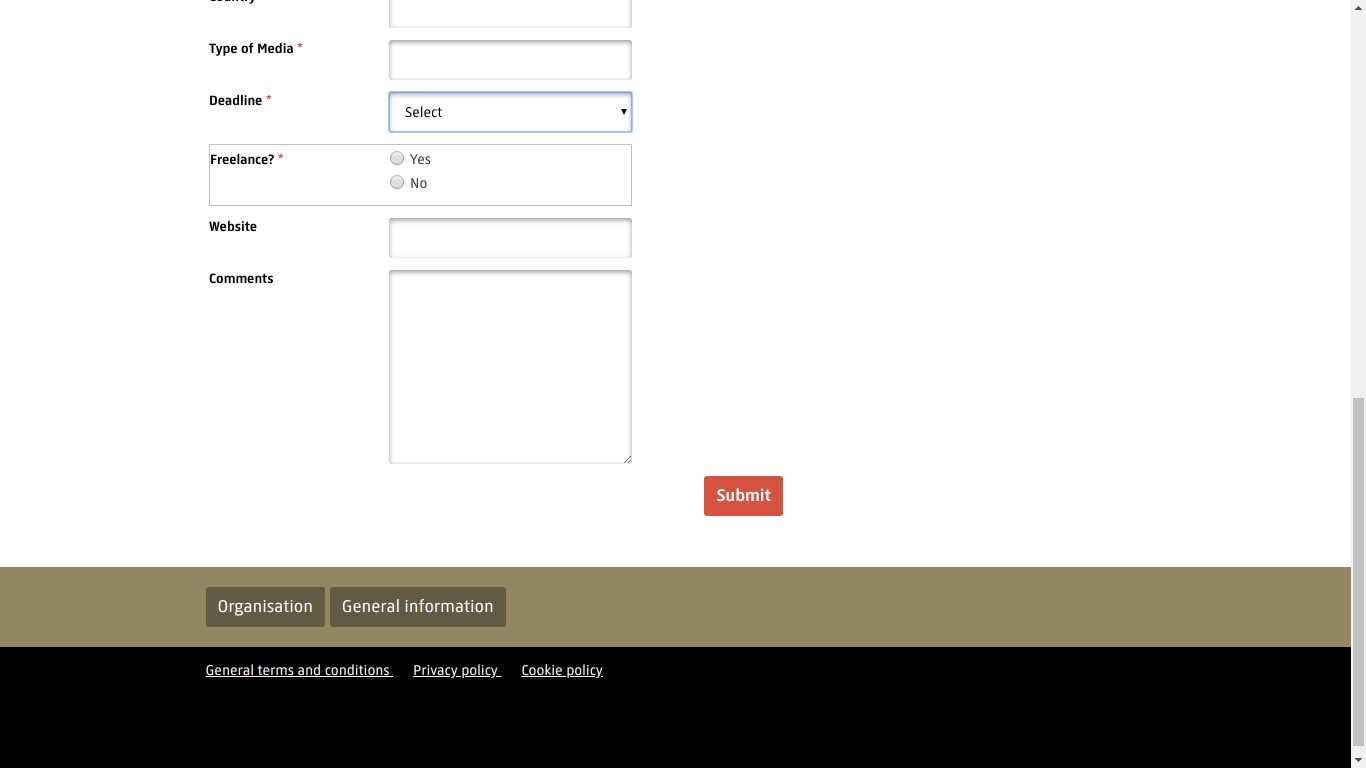 Type of Media *
Deadline *
Select
Freelance? *
Yes
No
Website
Comments
Submit
Organisation
General information
General terms and conditions
Privacy policy
Cookie policy